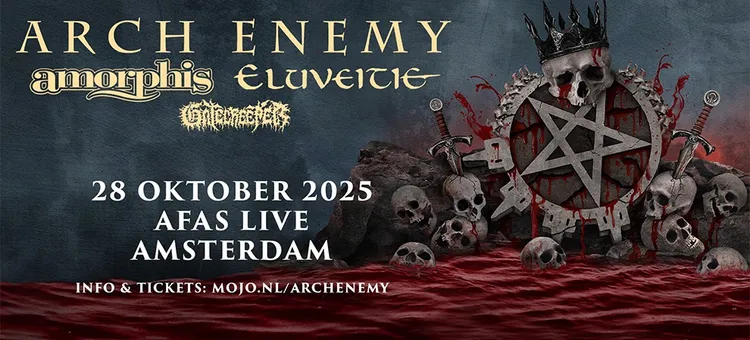 ARCH ENEMY
amorphis ELUVEITIE
GATECREEPER
28 OKTOBER 2025
AFAS LIVE
AMSTERDAM
INFO & TICKETS: MOJO.NL/ARCHENEMY